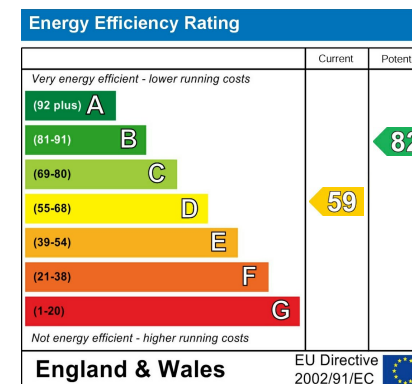 Energy Efficiency Rating
Current Potent
Very energy efficient - lower running costs
(92 plus) A
(81-91) B
82
(69-80) C
(55-68) D
59
(39-54) E
(21-38) F
(1-20) G
Not energy efficient - higher running costs
England & Wales
EU Directive
2002/91/EC